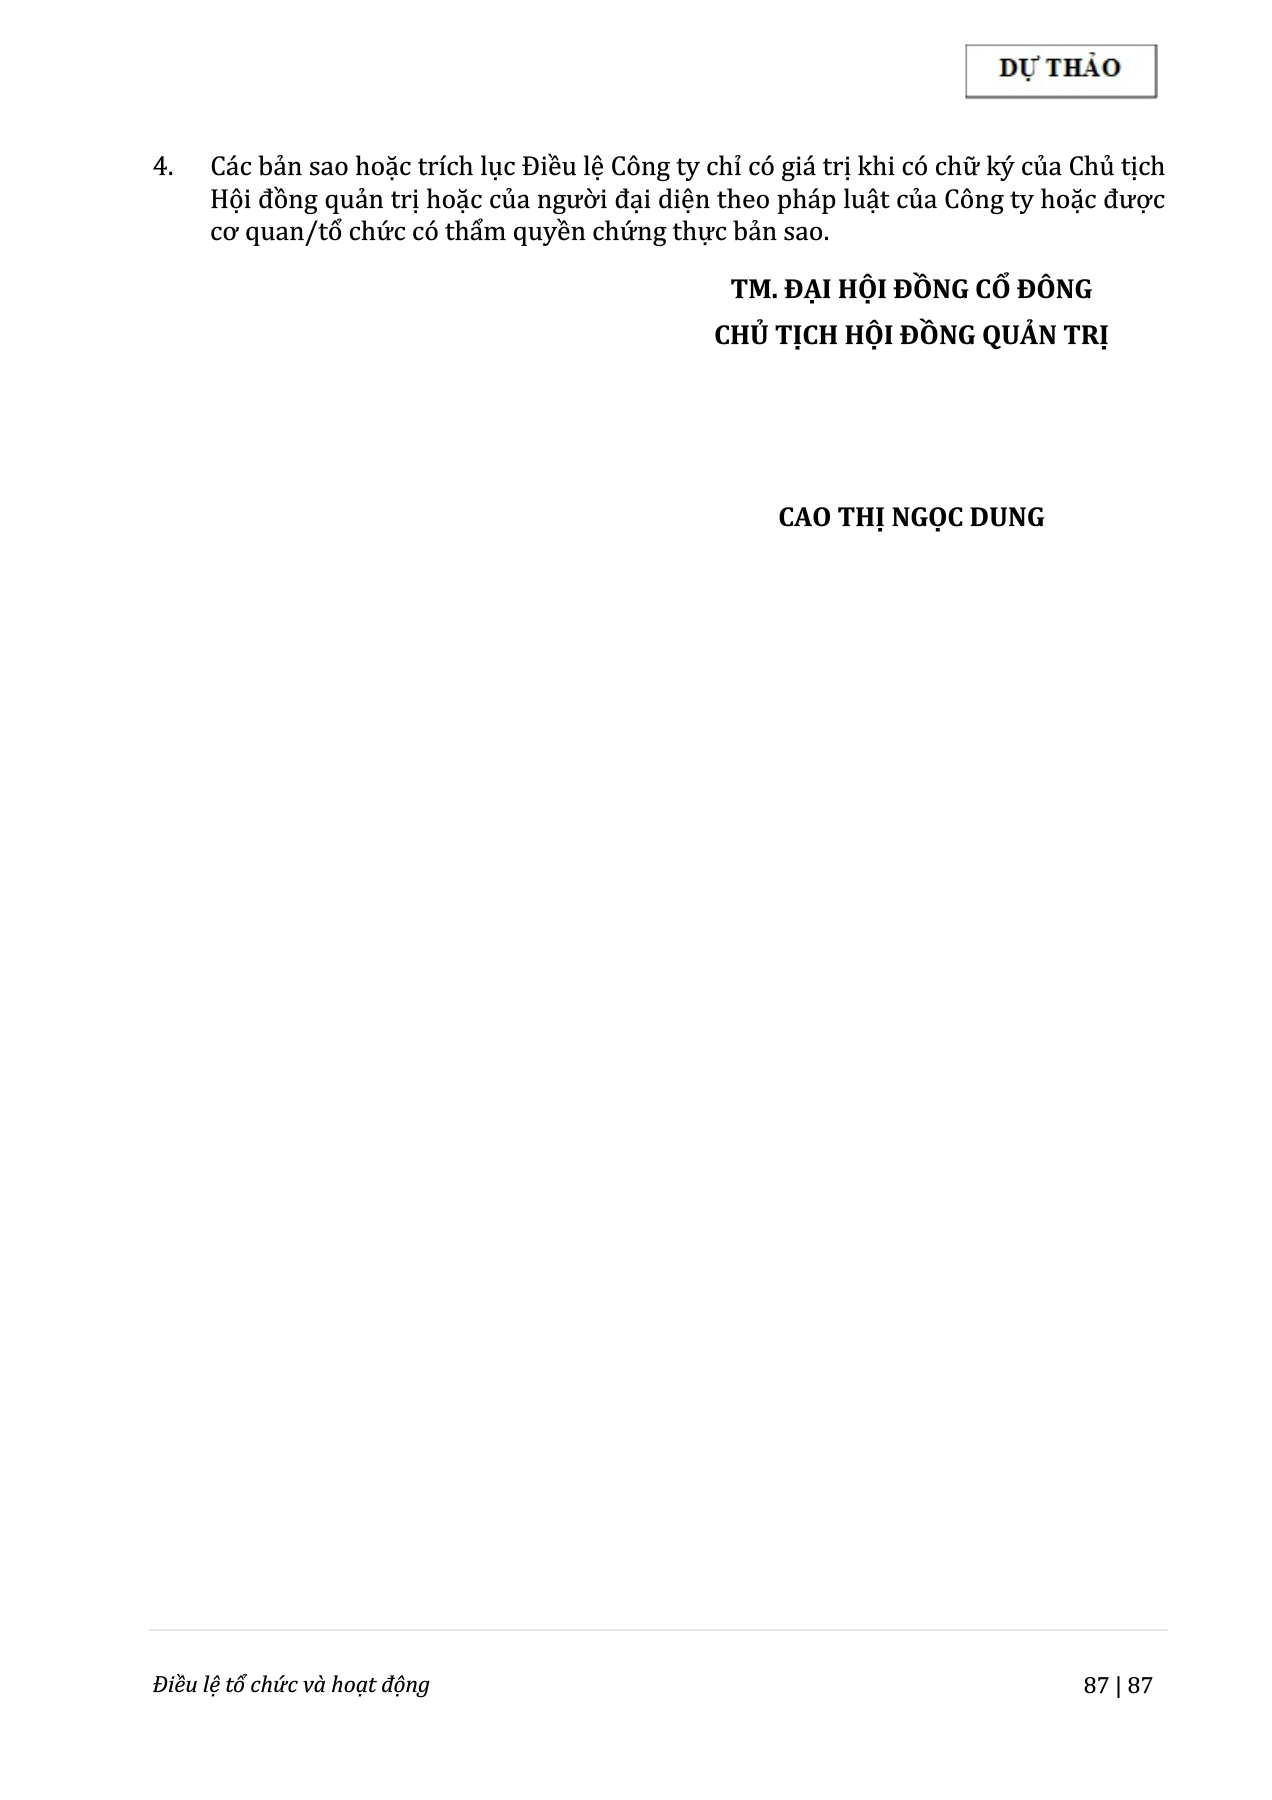 DỰ THẢO
4. Các bản sao hoặc trích lục Điều lệ Công ty chỉ có giá trị khi có chữ ký của Chủ tịch
Hội đồng quản trị hoặc của người đại diện theo pháp luật của Công ty hoặc được
cơ quan/tổ chức có thẩm quyền chứng thực bản sao.
TM. ĐẠI HỘI ĐỒNG CỔ ĐÔNG
CHỦ TỊCH HỘI ĐỒNG QUẢN TRỊ
CAO THỊ NGỌC DUNG
Điều lệ tổ chức và hoạt động 87 | 87